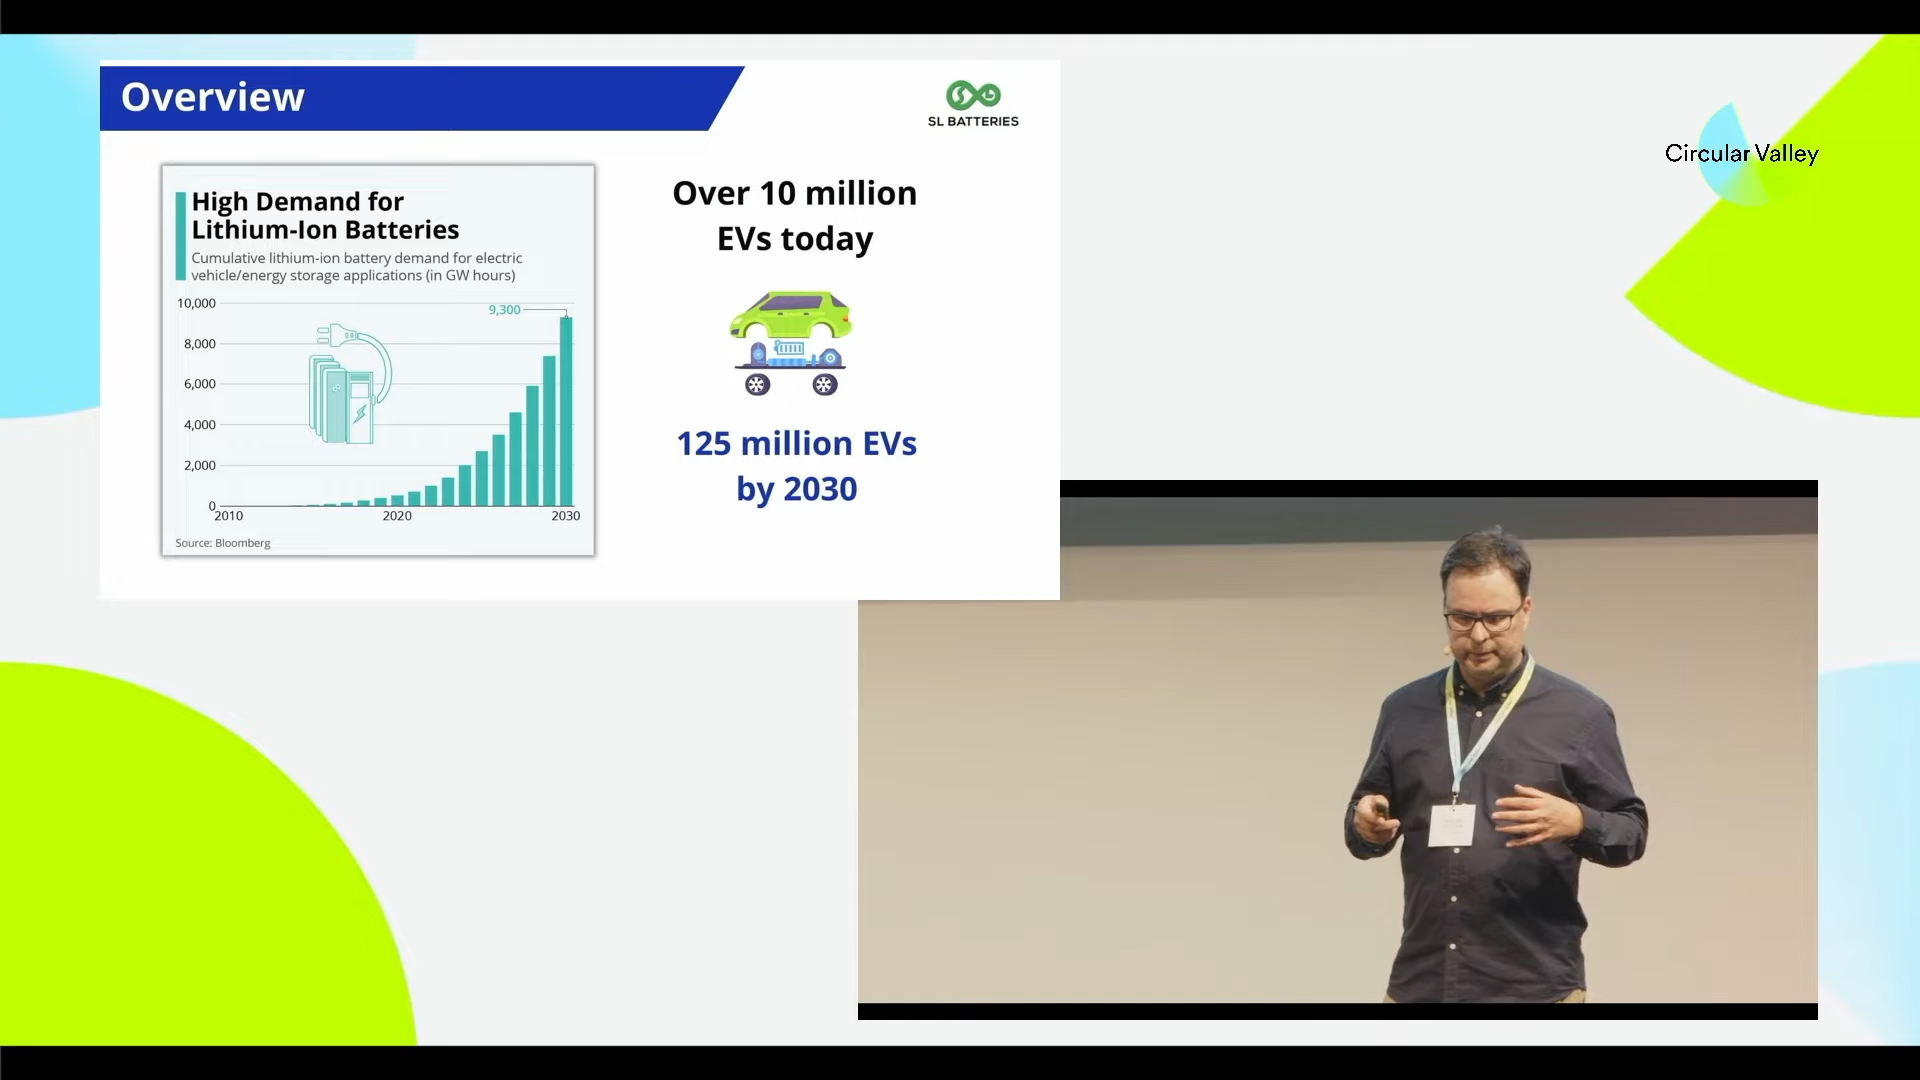 Overview
SL BATTERIES
High Demand for
Lithium-Ion Batteries
Cumulative lithium-ion battery demand for electric
vehicle/energy storage applications (in GW hours)
10,000
9,300
8,000
6,000
4,000
2,000
0
2010
2020
2030
Source: Bloomberg
Over 10 million
EVs today
125 million EVs
by 2030
Circular Valley